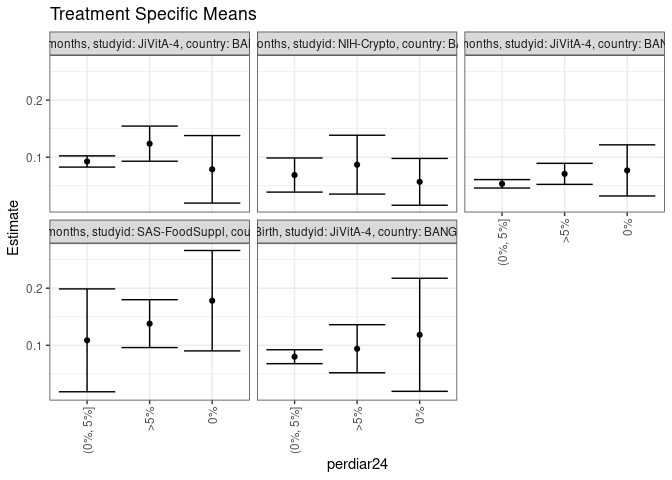 Treatment Specific Means
months, studyid: JiVitA-4, country: BAN
onths, studyid: NIH-Crypto, country: BA
months, studyid: JiVitA-4, country: BAN
0.2
0.1
Estimate
months, studyid: SAS-FoodSuppl, cou
Birth, studyid: JiVitA-4, country: BANG
0.2
0.1
(0%, 5%]
>5%
0%
(0%, 5%]
>5%
0%
(0%, 5%]
>5%
0%
perdiar24